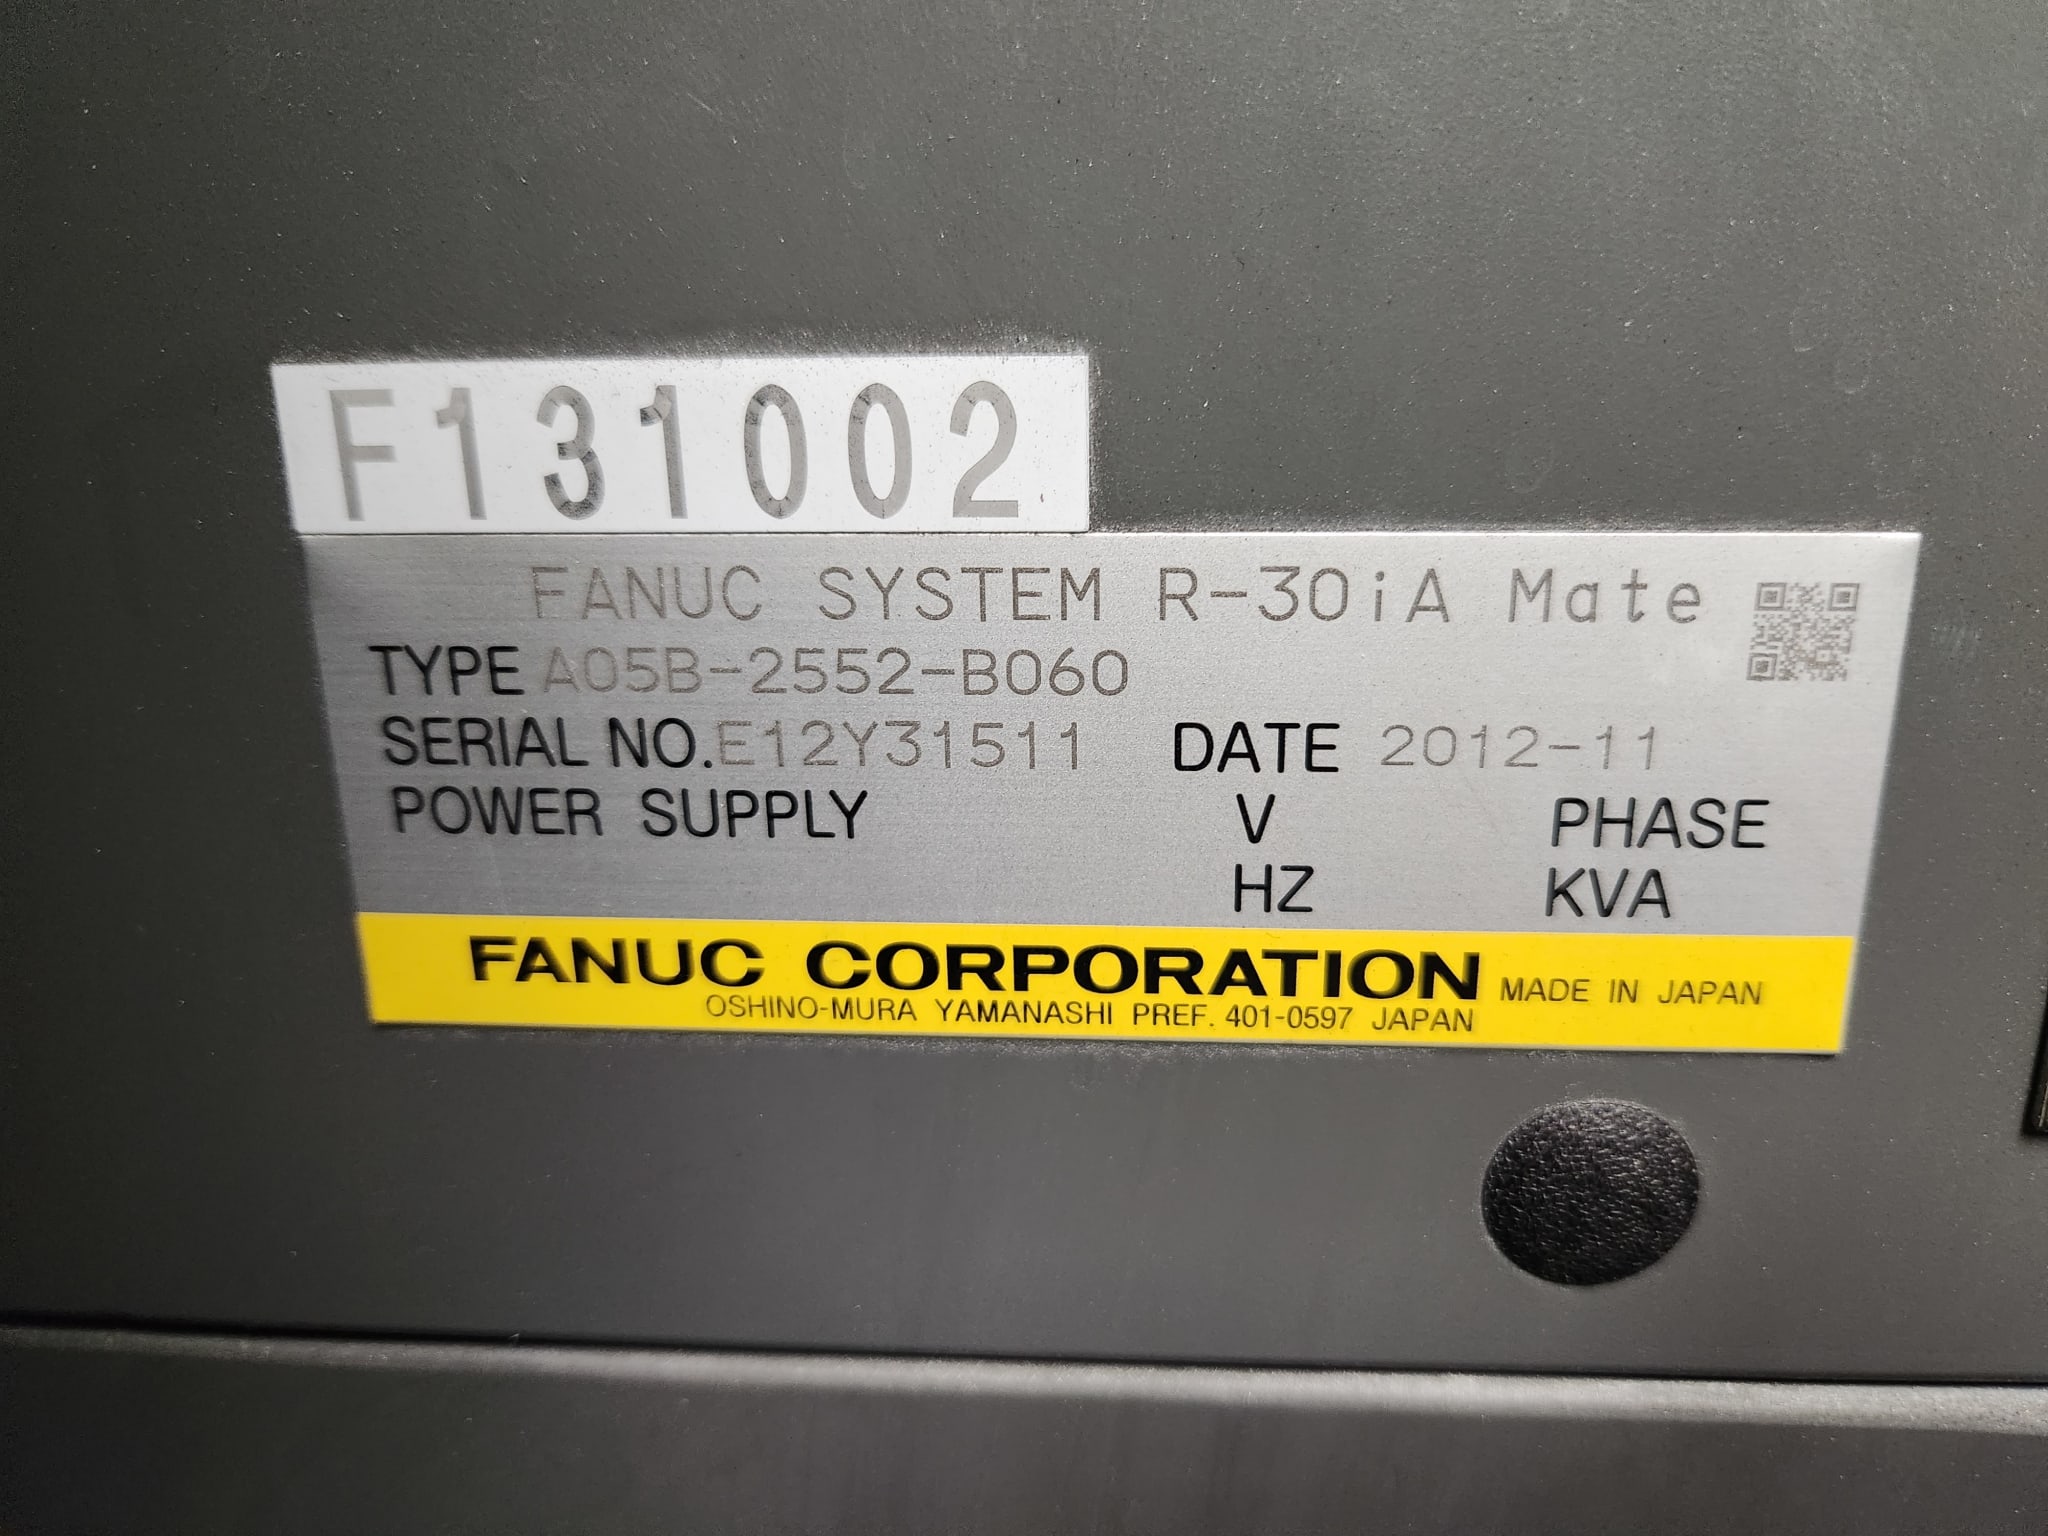 F131002
FANUC SYSTEM R-30iA Mate
TYPE A05B-2552-B060
SERIAL NO. E12Y31511 DATE 2012-11
POWER SUPPLY V PHASE
HZ KVA
FANUC CORPORATION MADE IN JAPAN
OSHINO-MURA YAMANASHI PREF. 401-0597 JAPAN